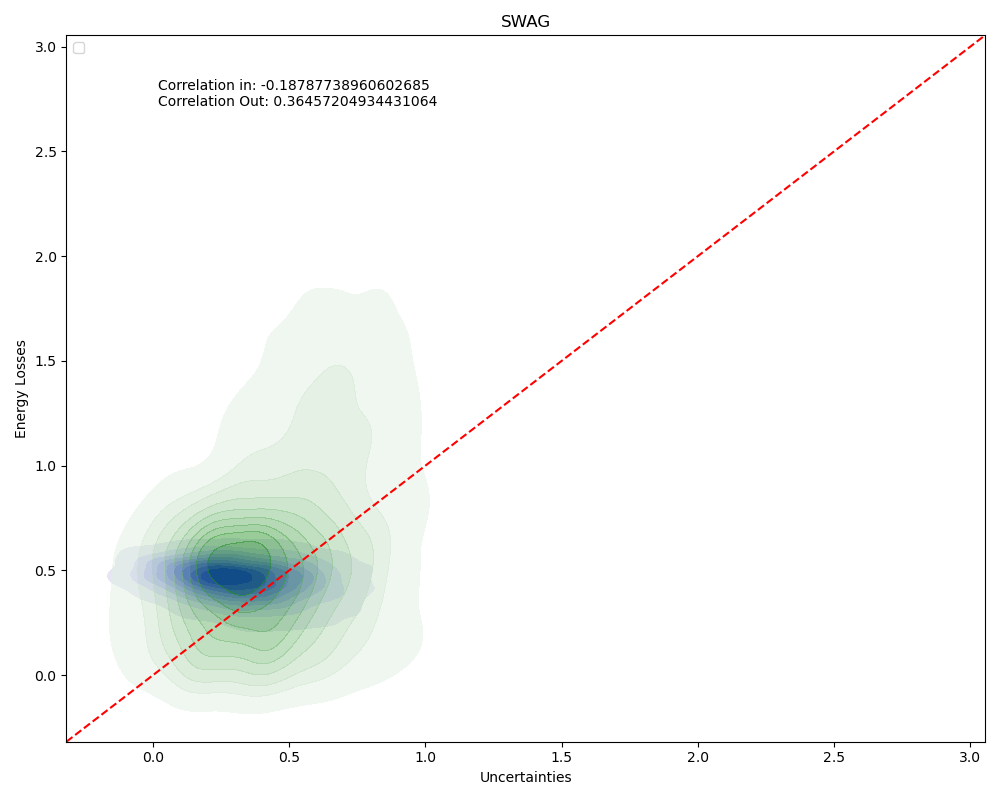 SWAG
3.0
Correlation in: -0.18787738960602685
Correlation Out: 0.36457204934431064
2.5
2.0
1.5
Energy Losses
1.0
0.5
0.0
0.0 0.5 1.0 1.5 2.0 2.5 3.0
Uncertainties